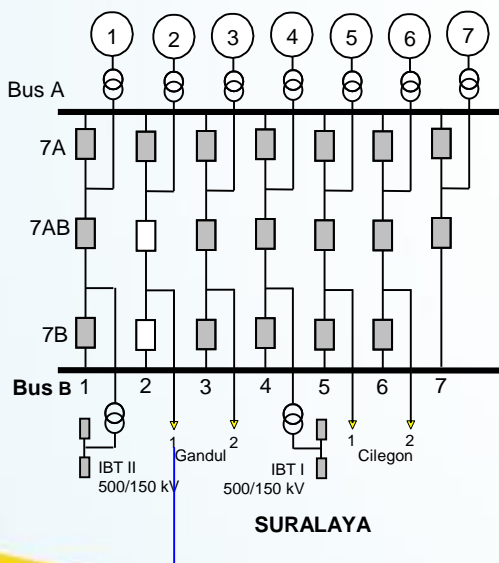 1 2 3 4 5 6 7
Bus A
7A
7AB
7B
Bus B 1 2 3 4 5 6 7
1 Gandul 2
1 Cilegon 2
IBT II
500/150 kV
IBT I
500/150 kV
SURALAYA